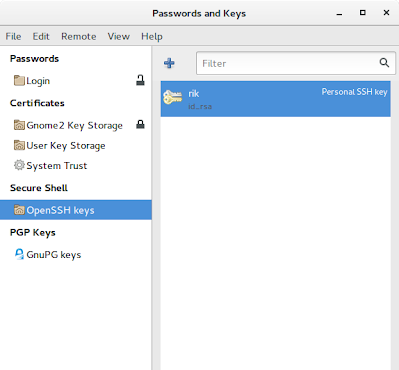 Passwords and Keys
File Edit Remote View Help
Passwords
Login
Certificates
Gnome2 Key Storage
User Key Storage
System Trust
Secure Shell
OpenSSH keys
PGP Keys
GnuPG keys
Filter
rik Personal SSH key
id_rsa